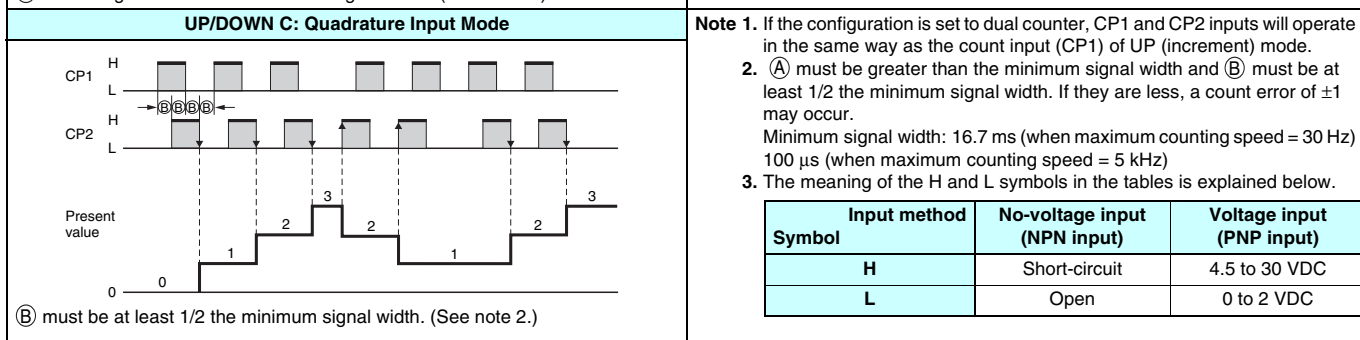 UP/DOWN C: Quadrature Input Mode
CP1
H
L
Ⓑ Ⓑ Ⓑ Ⓑ
CP2
H
L
Present
value
0
0
1
2
3
2
1
2
3
Ⓑ must be at least 1/2 the minimum signal width. (See note 2.)
Note 1. If the configuration is set to dual counter, CP1 and CP2 inputs will operate
in the same way as the count input (CP1) of UP (increment) mode.
2. Ⓐ must be greater than the minimum signal width and Ⓑ must be at
least 1/2 the minimum signal width. If they are less, a count error of ±1
may occur.
Minimum signal width: 16.7 ms (when maximum counting speed = 30 Hz)
100 μs (when maximum counting speed = 5 kHz)
3. The meaning of the H and L symbols in the tables is explained below.
Input method No-voltage input Voltage input
Symbol (NPN input) (PNP input)
H Short-circuit 4.5 to 30 VDC
L Open 0 to 2 VDC